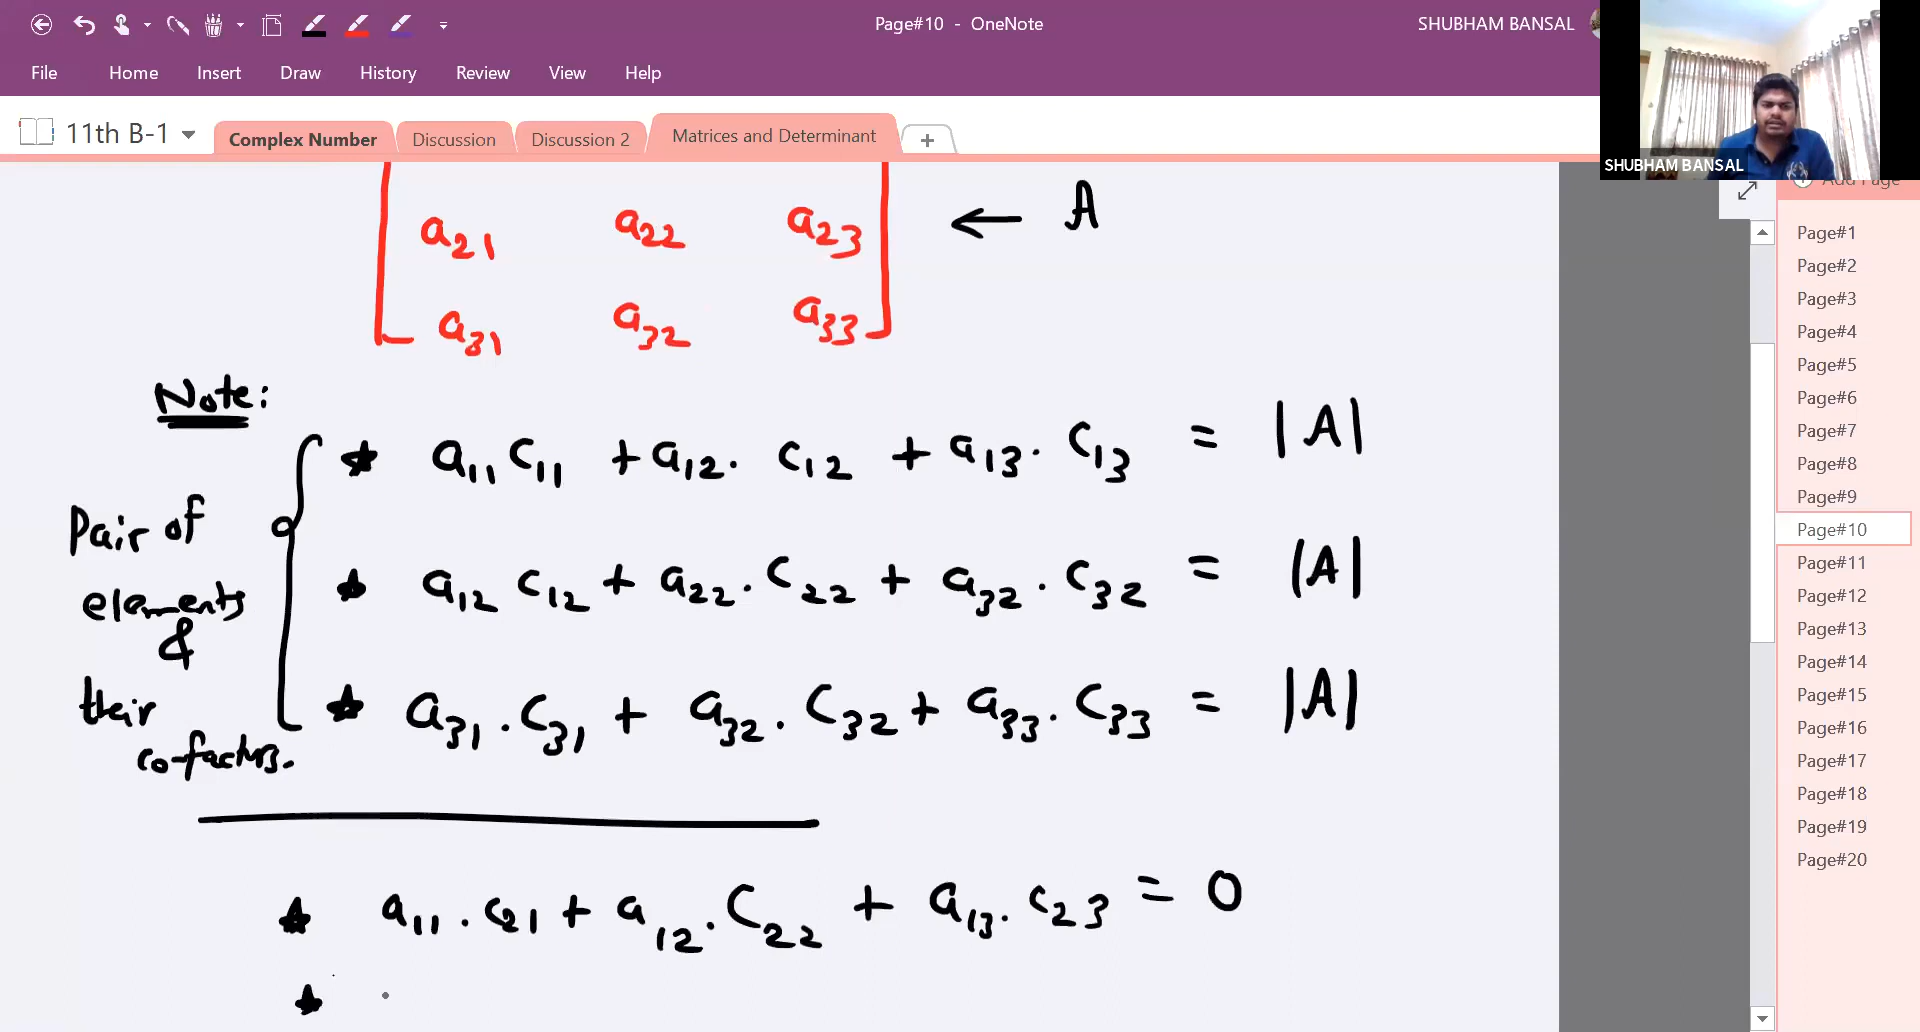 Page#10 - OneNote
SHUBHAM BANSAL
File Home Insert Draw History Review View Help
SHUBHAM BANSAL
11th B-1
Complex Number Discussion Discussion 2 Matrices and Determinant +
a21 a22 a23 ← A
a31 a32 a33
Note:
★ a11 c11 + a12 . c12 + a13 . c13 = |A|
Pair of
elements
&
their
co-factors.
★ a12 c12 + a22 . c22 + a32 . c32 = |A|
★ a31 . c31 + a32 . c32 + a33 . c33 = |A|
★ a11 . c21 + a12 . c22 + a13 . c23 = 0
★
Add Page
Page#1
Page#2
Page#3
Page#4
Page#5
Page#6
Page#7
Page#8
Page#9
Page#10
Page#11
Page#12
Page#13
Page#14
Page#15
Page#16
Page#17
Page#18
Page#19
Page#20